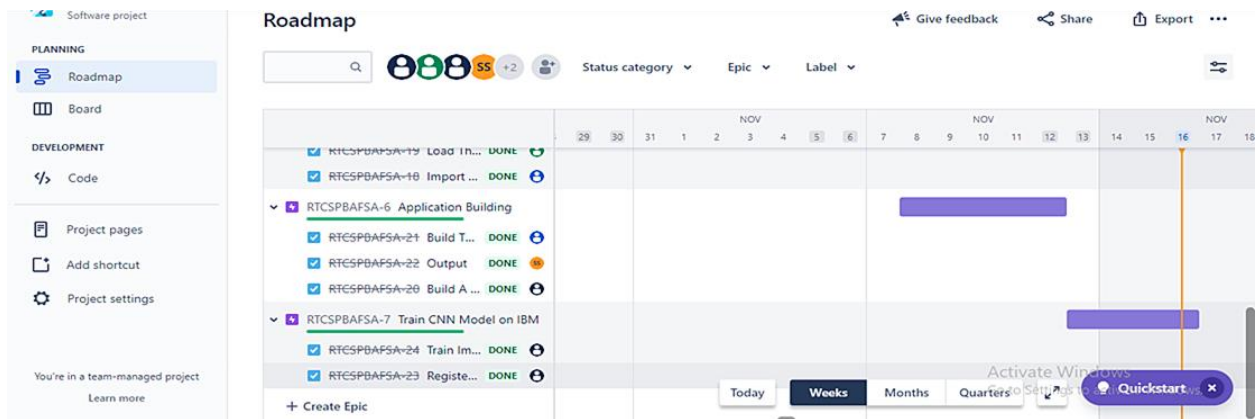 Software project
Roadmap
Give feedback
Share
Export
PLANNING
Roadmap
Board
DEVELOPMENT
Code
Project pages
Add shortcut
Project settings
You're in a team-managed project
Learn more
SS +2
Status category
Epic
Label
NOV NOV NOV
29 30 31 1 2 3 4 5 6 7 8 9 10 11 12 13 14 15 16 17 18
RTCSPBAFSA-19 Load Th... DONE
RTCSPBAFSA-18 Import ... DONE
RTCSPBAFSA-6 Application Building
RTCSPBAFSA-21 Build T... DONE
RTCSPBAFSA-22 Output DONE SS
RTCSPBAFSA-20 Build A ... DONE
RTCSPBAFSA-7 Train CNN Model on IBM
RTCSPBAFSA-24 Train Im... DONE
RTCSPBAFSA-23 Registe... DONE
+ Create Epic
Activate Windows
Go to Settings to
Today
Weeks
Months
Quarters
Quickstart